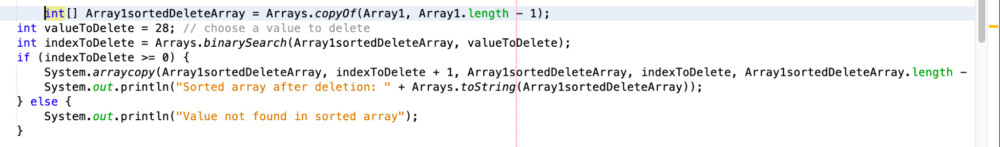 int[] Array1sortedDeleteArray = Arrays.copyOf(Array1, Array1.length - 1);
int valueToDelete = 28; // choose a value to delete
int indexToDelete = Arrays.binarySearch(Array1sortedDeleteArray, valueToDelete);
if (indexToDelete >= 0) {
    System.arraycopy(Array1sortedDeleteArray, indexToDelete + 1, Array1sortedDeleteArray, indexToDelete, Array1sortedDeleteArray.length -
    System.out.println("Sorted array after deletion: " + Arrays.toString(Array1sortedDeleteArray));
} else {
    System.out.println("Value not found in sorted array");
}